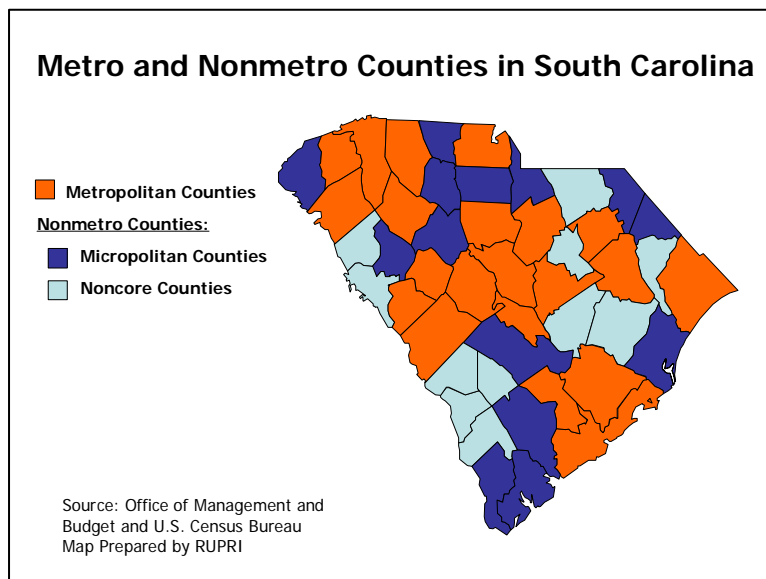 Metro and Nonmetro Counties in South Carolina
Metropolitan Counties
Nonmetro Counties:
Micropolitan Counties
Noncore Counties
Source: Office of Management and
Budget and U.S. Census Bureau
Map Prepared by RUPRI